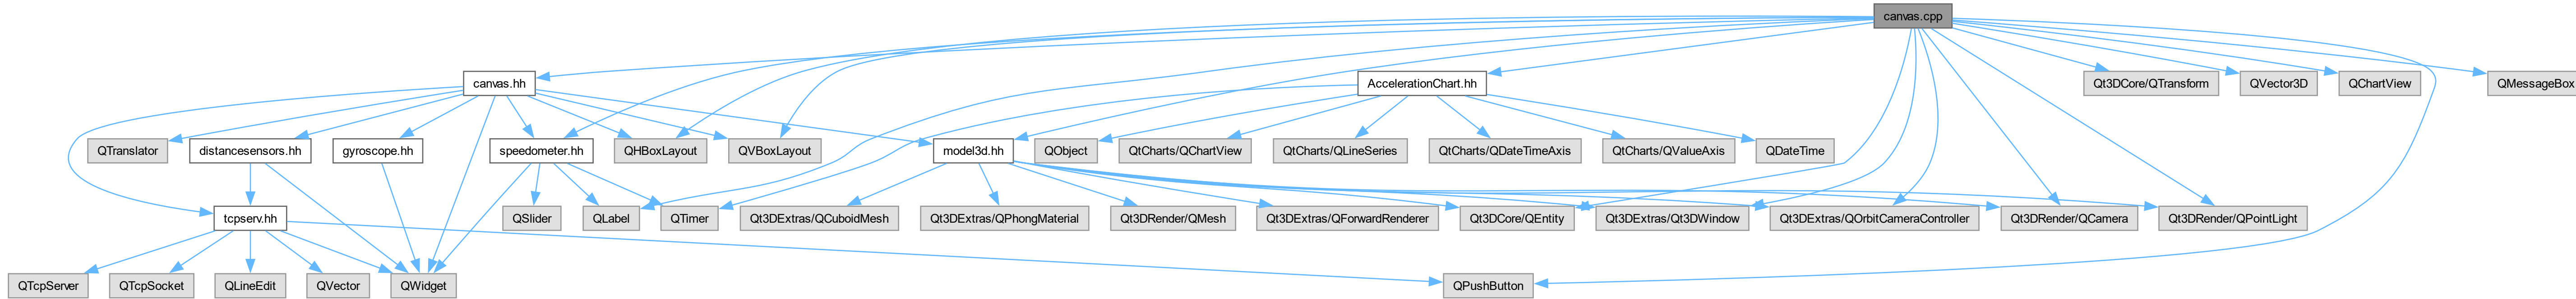 canvas.cpp
canvas.hh
AccelerationChart.hh
Qt3DCore/QTransform
QVector3D
QChartView
QMessageBox
QTranslator
distancesensors.hh
gyroscope.hh
speedometer.hh
QHBoxLayout
QVBoxLayout
model3d.hh
QObject
QtCharts/QChartView
QtCharts/QLineSeries
QtCharts/QDateTimeAxis
QtCharts/QValueAxis
QDateTime
tcpserv.hh
QSlider
QLabel
QTimer
Qt3DExtras/QCuboidMesh
Qt3DExtras/QPhongMaterial
Qt3DRender/QMesh
Qt3DExtras/QForwardRenderer
Qt3DCore/QEntity
Qt3DExtras/Qt3DWindow
Qt3DExtras/QOrbitCameraController
Qt3DRender/QCamera
Qt3DRender/QPointLight
QTcpServer
QTcpSocket
QLineEdit
QVector
QWidget
QPushButton